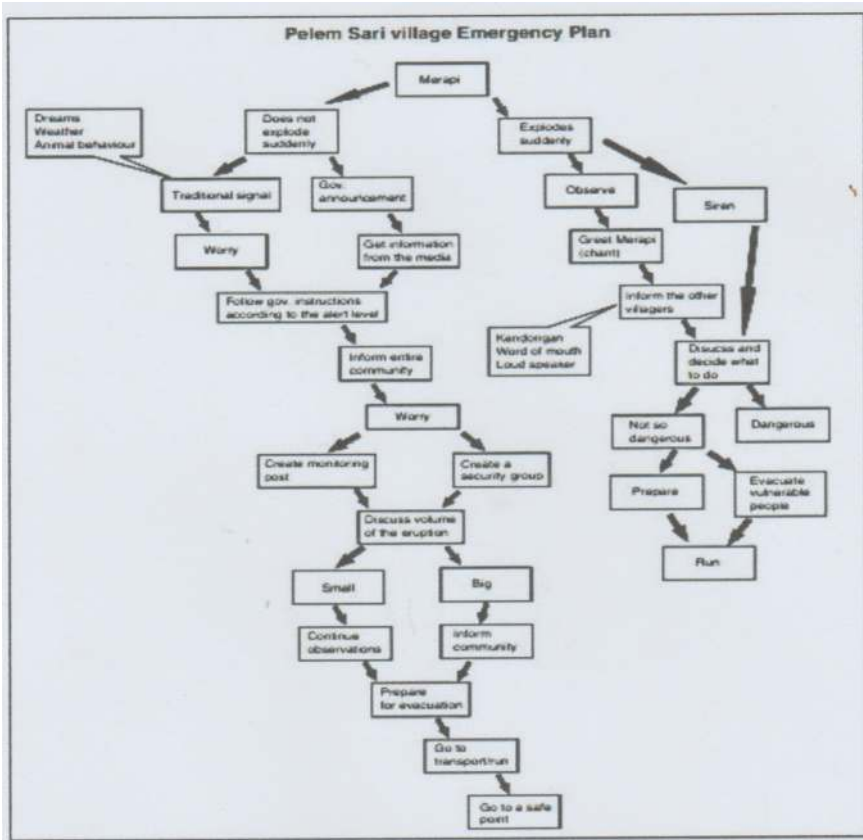 Pelem Sari village Emergency Plan
Merapi
Dreams
Weather
Animal behaviour
Does not
explode
suddenly
Explodes
suddenly
Traditional signal
Gov.
announcement
Observe
Siren
Worry
Get information
from the media
Greet Merapi
(chant)
Follow gov. instructions
according to the alert level
Inform the other
villagers
Kendongan
Word of mouth
Loud speaker
Inform entire
community
Disucss and
decide what
to do
Worry
Not so
dangerous
Dangerous
Create monitoring
post
Create a
security group
Prepare
Evacuate
vulnerable
people
Discuss volume
of the eruption
Run
Small
Big
Continue
observations
Inform
community
Prepare
for evacuation
Go to
transport/run
Go to a safe
point